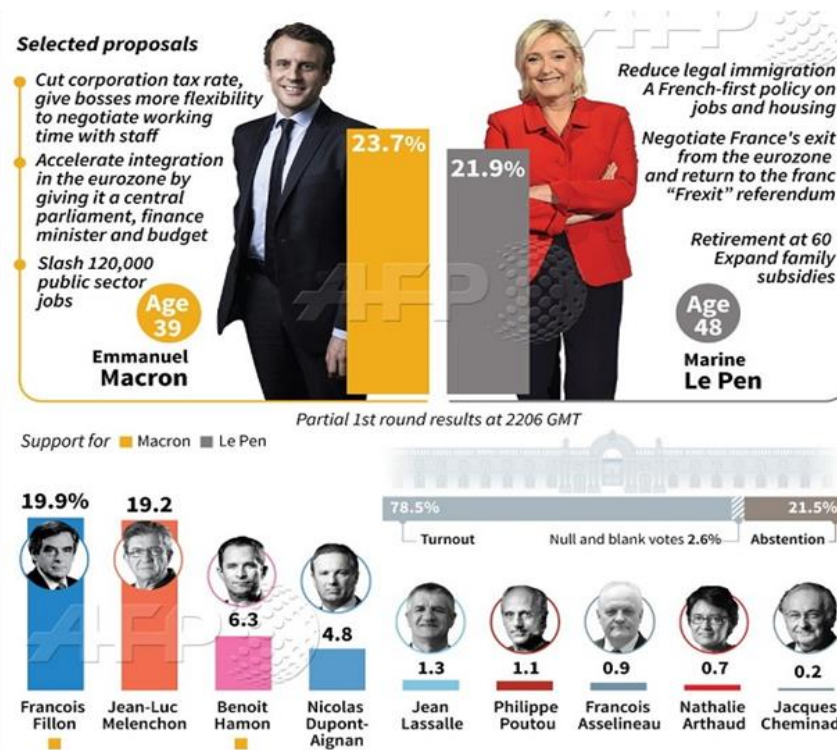 Selected proposals
Cut corporation tax rate,
give bosses more flexibility
to negotiate working
time with staff
Accelerate integration
in the eurozone by
giving it a central
parliament, finance
minister and budget
Slash 120,000
public sector
jobs
Age
39
Emmanuel
Macron
23.7%
21.9%
AFP
Reduce legal immigration
A French-first policy on
jobs and housing
Negotiate France's exit
from the eurozone
and return to the franc
“Frexit” referendum
Retirement at 60
Expand family
subsidies
Age
48
Marine
Le Pen
AFP
Partial 1st round results at 2206 GMT
Support for Macron Le Pen
78.5% 21.5%
Turnout Null and blank votes 2.6% Abstention
19.9% 19.2 6.3 4.8
1.3 1.1 0.9 0.7 0.2
AFP
Francois
Fillon
Jean-Luc
Melenchon
Benoit
Hamon
Nicolas
Dupont-
Aignan
Jean
Lassalle
Philippe
Poutou
Francois
Asselineau
Nathalie
Arthaud
Jacques
Cheminad